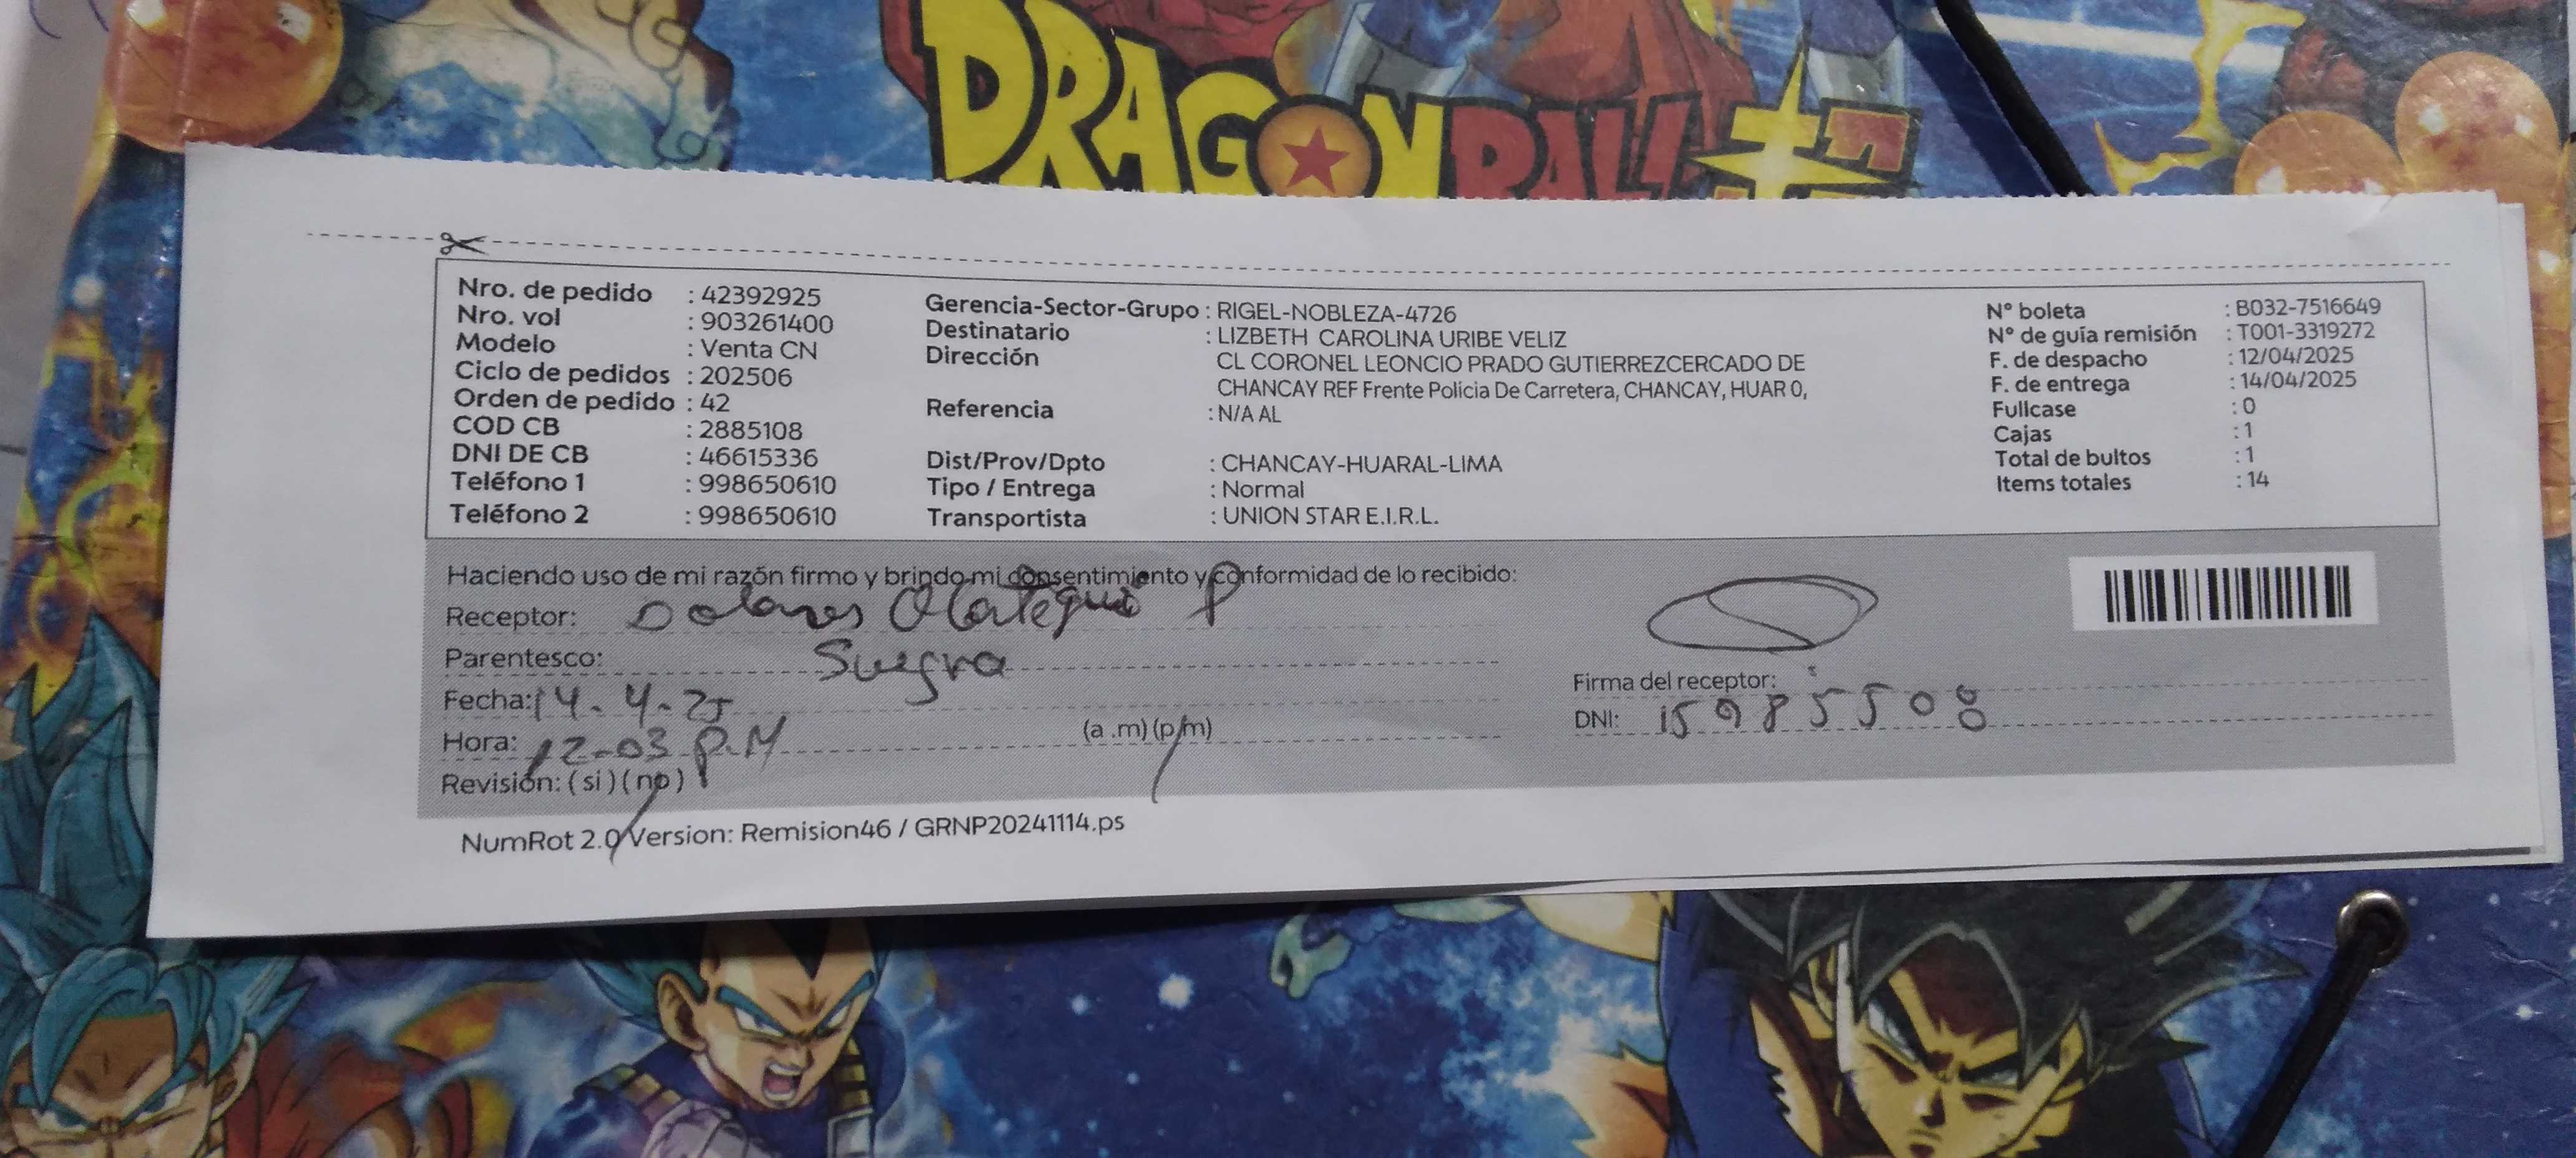 DRAGON BALL
Nro. de pedido : 42392925
Nro. vol : 903261400
Modelo : Venta CN
Ciclo de pedidos : 202506
Orden de pedido : 42
COD CB : 2885108
DNI DE CB : 46615336
Teléfono 1 : 998650610
Teléfono 2 : 998650610
Gerencia-Sector-Grupo : RIGEL-NOBLEZA-4726
Destinatario : LIZBETH CAROLINA URIBE VELIZ
Dirección CL CORONEL LEONCIO PRADO GUTIERREZCERCADO DE
CHANCAY REF Frente Policia De Carretera, CHANCAY, HUAR 0,
Referencia : N/A AL
Dist/Prov/Dpto : CHANCAY-HUARAL-LIMA
Tipo / Entrega : Normal
Transportista : UNION STAR E.I.R.L.
N° boleta : B032-7516649
N° de guía remisión : T001-3319272
F. de despacho : 12/04/2025
F. de entrega : 14/04/2025
Fullcase : 0
Cajas : 1
Total de bultos : 1
Items totales : 14
Haciendo uso de mi razón firmo y brindo mi consentimiento y conformidad de lo recibido:
Receptor: Dolores Olartegui P
Parentesco: Suegra
Fecha: 14-4-25
Hora: 12-03 P.M (a .m) (p/m)
Revisión: ( si ) ( no )
Firma del receptor:
DNI: 15985508
NumRot 2.0 Version: Remision46 / GRNP20241114.ps